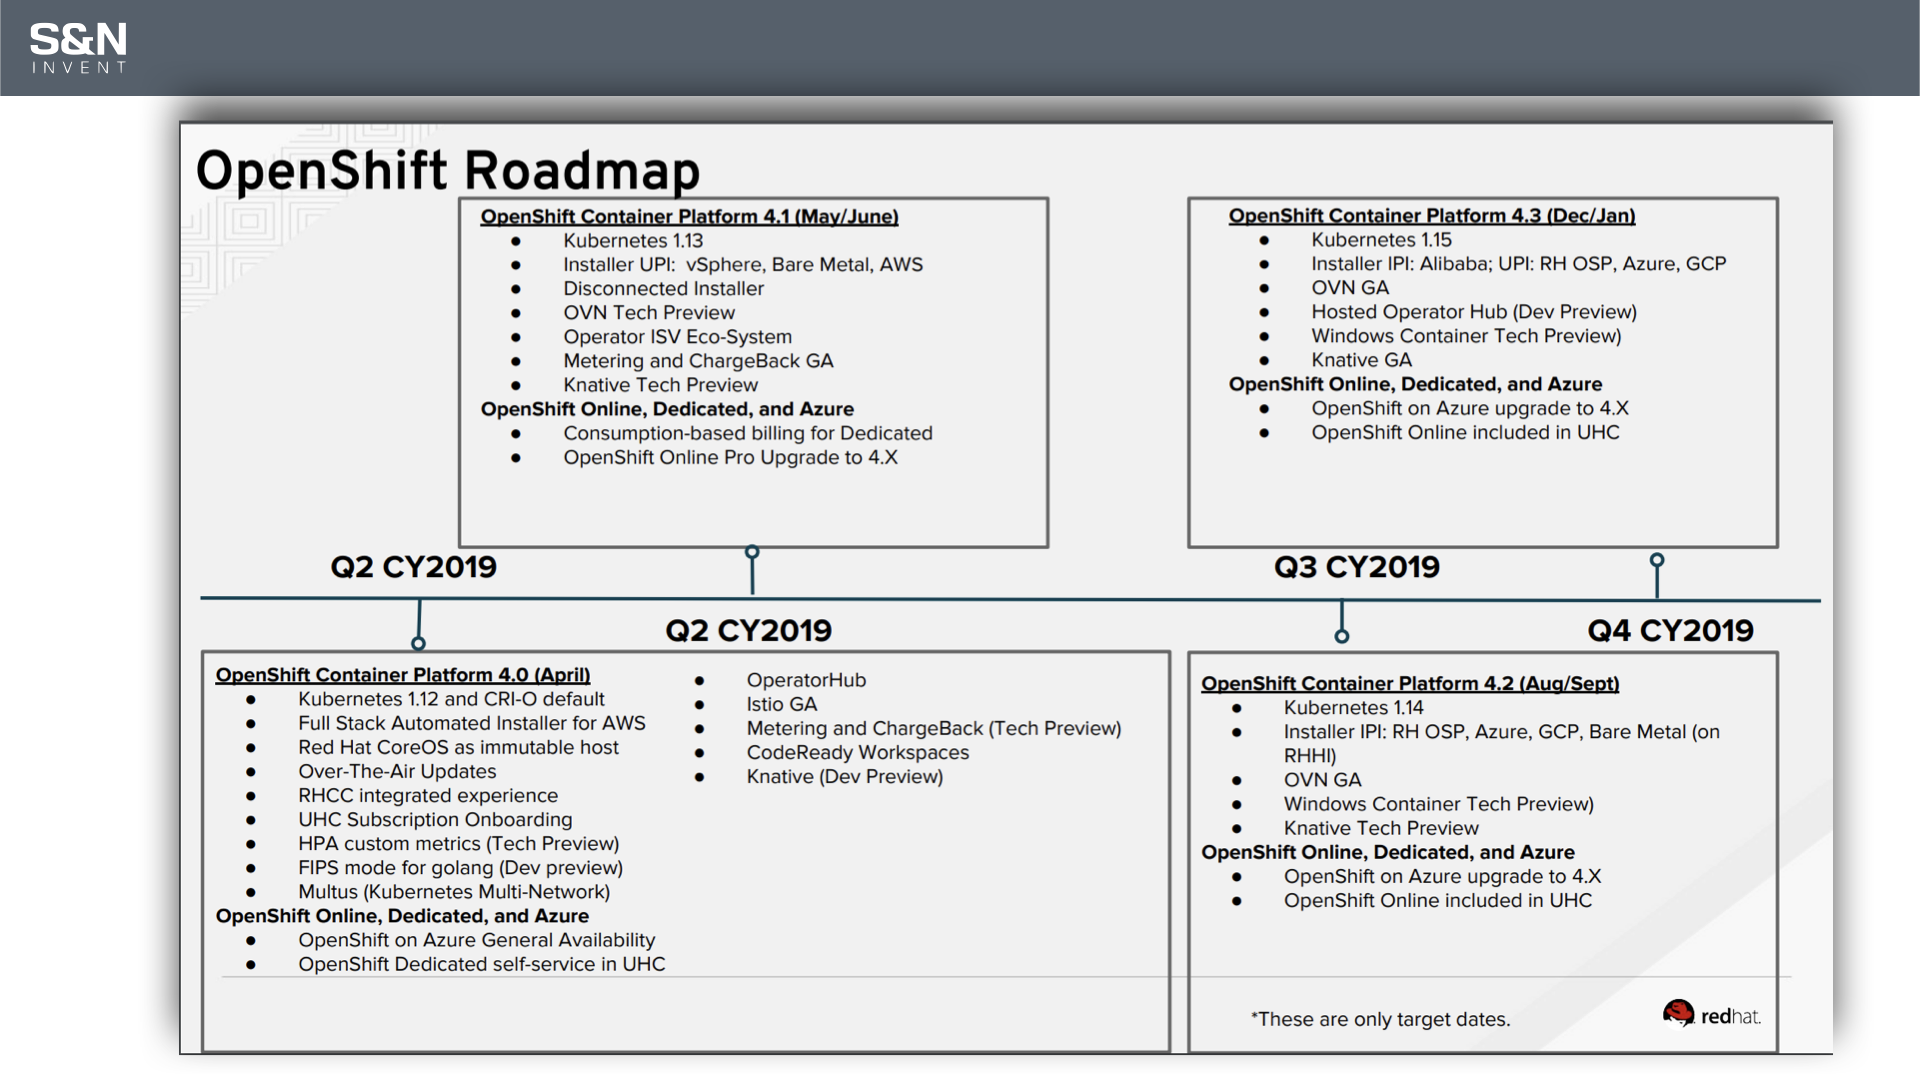 S&N
INVENT
OpenShift Roadmap
OpenShift Container Platform 4.1 (May/June)
● Kubernetes 1.13
● Installer UPI: vSphere, Bare Metal, AWS
● Disconnected Installer
● OVN Tech Preview
● Operator ISV Eco-System
● Metering and ChargeBack GA
● Knative Tech Preview
OpenShift Online, Dedicated, and Azure
● Consumption-based billing for Dedicated
● OpenShift Online Pro Upgrade to 4.X
OpenShift Container Platform 4.3 (Dec/Jan)
● Kubernetes 1.15
● Installer IPI: Alibaba; UPI: RH OSP, Azure, GCP
● OVN GA
● Hosted Operator Hub (Dev Preview)
● Windows Container Tech Preview)
● Knative GA
OpenShift Online, Dedicated, and Azure
● OpenShift on Azure upgrade to 4.X
● OpenShift Online included in UHC
Q2 CY2019
Q3 CY2019
Q2 CY2019
Q4 CY2019
OpenShift Container Platform 4.0 (April)
● Kubernetes 1.12 and CRI-O default
● Full Stack Automated Installer for AWS
● Red Hat CoreOS as immutable host
● Over-The-Air Updates
● RHCC integrated experience
● UHC Subscription Onboarding
● HPA custom metrics (Tech Preview)
● FIPS mode for golang (Dev preview)
● Multus (Kubernetes Multi-Network)
OpenShift Online, Dedicated, and Azure
● OpenShift on Azure General Availability
● OpenShift Dedicated self-service in UHC
● OperatorHub
● Istio GA
● Metering and ChargeBack (Tech Preview)
● CodeReady Workspaces
● Knative (Dev Preview)
OpenShift Container Platform 4.2 (Aug/Sept)
● Kubernetes 1.14
● Installer IPI: RH OSP, Azure, GCP, Bare Metal (on
RHHI)
● OVN GA
● Windows Container Tech Preview)
● Knative Tech Preview
OpenShift Online, Dedicated, and Azure
● OpenShift on Azure upgrade to 4.X
● OpenShift Online included in UHC
*These are only target dates.
redhat.